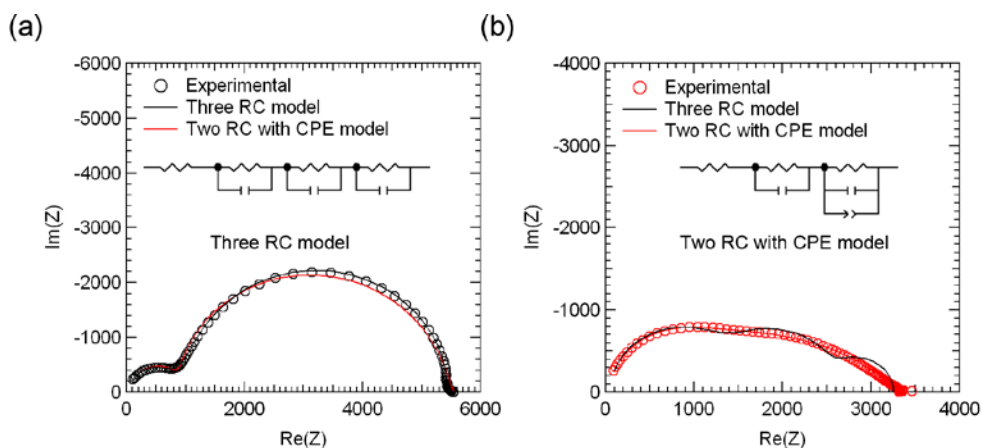 (a)
-6000
-5000
-4000
-3000
-2000
-1000
0
Im(Z)
Experimental
Three RC model
Two RC with CPE model
Three RC model
0
2000
4000
6000
Re(Z)
(b)
-4000
-3000
-2000
-1000
0
Im(Z)
Experimental
Three RC model
Two RC with CPE model
Two RC with CPE model
0
1000
2000
3000
4000
Re(Z)